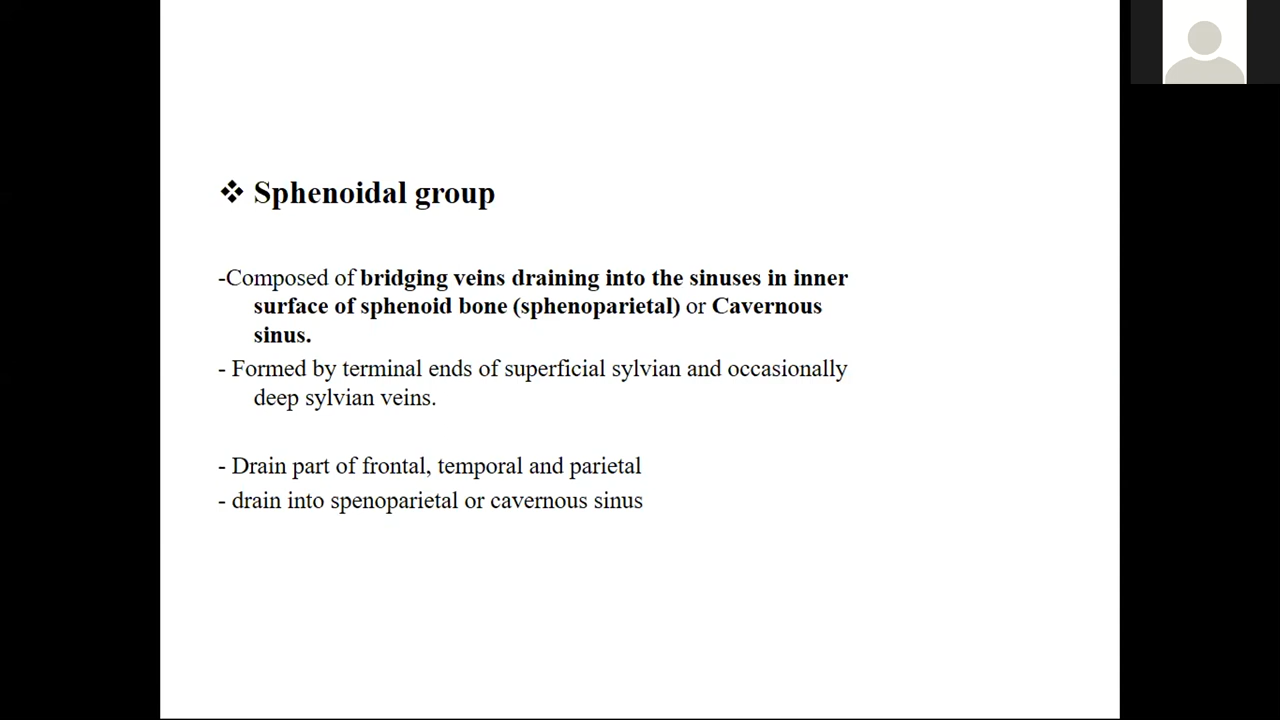 ❖ Sphenoidal group
-Composed of bridging veins draining into the sinuses in inner
surface of sphenoid bone (sphenoparietal) or Cavernous
sinus.
- Formed by terminal ends of superficial sylvian and occasionally
deep sylvian veins.
- Drain part of frontal, temporal and parietal
- drain into spenoparietal or cavernous sinus